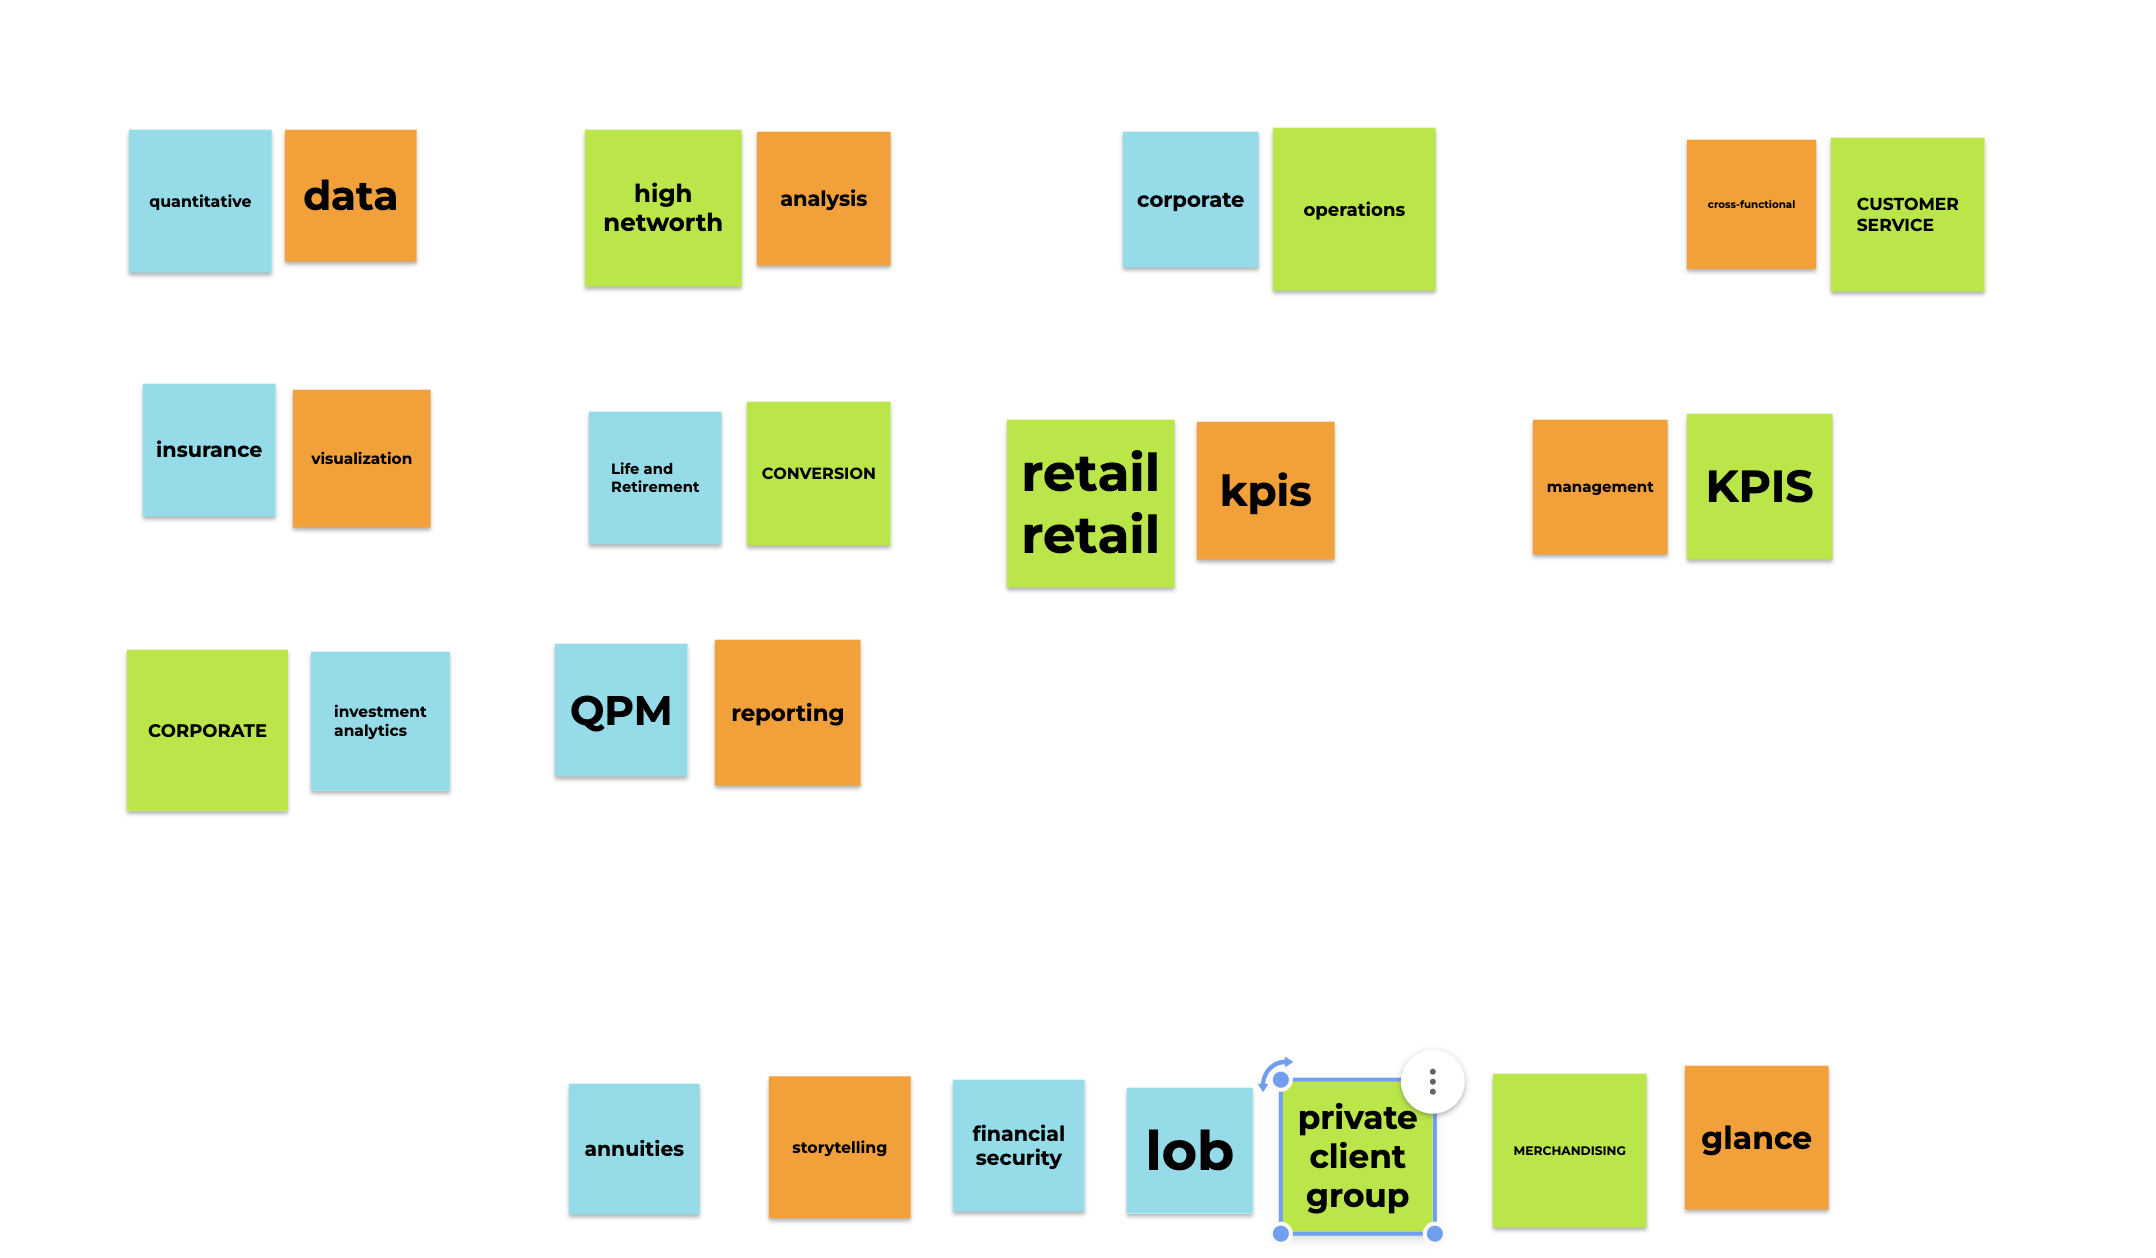 quantitative
data
high
networth
analysis
corporate
operations
cross-functional
CUSTOMER
SERVICE
insurance
visualization
Life and
Retirement
CONVERSION
retail
retail
kpis
management
KPIS
CORPORATE
investment
analytics
QPM
reporting
annuities
storytelling
financial
security
lob
private
client
group
MERCHANDISING
glance